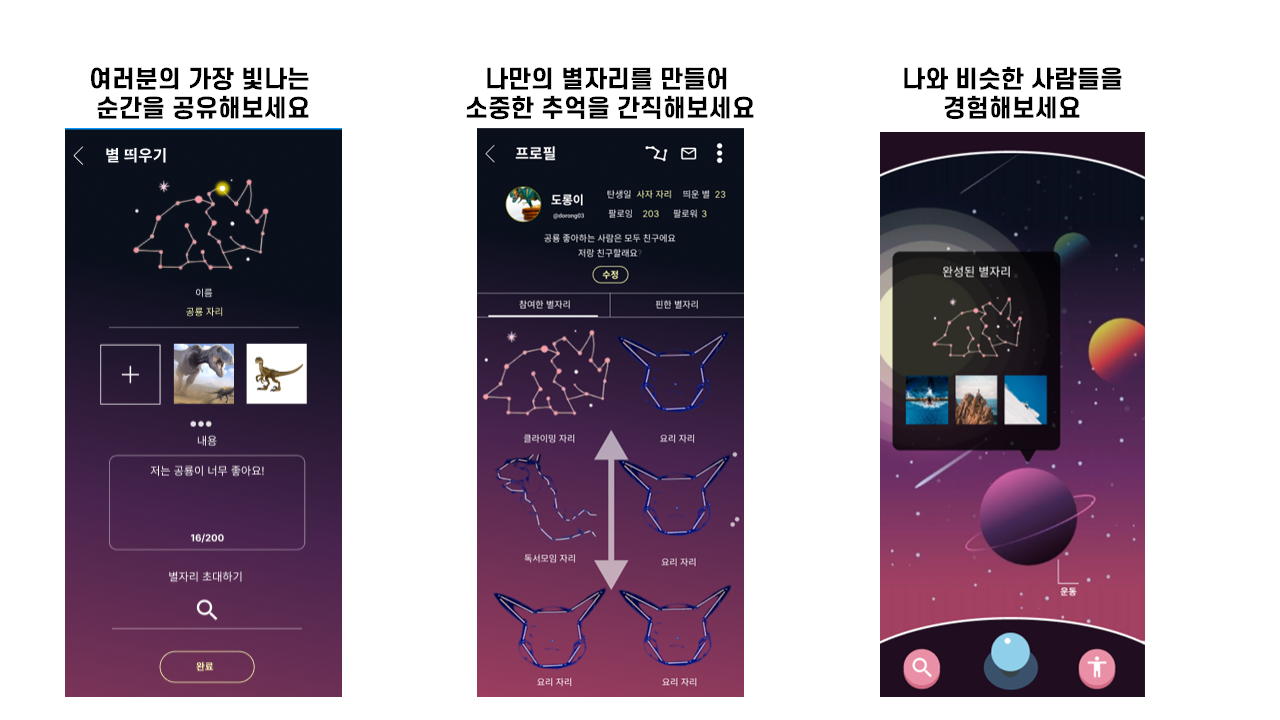 여러분의 가장 빛나는
순간을 공유해보세요
별 띄우기
이름
공룡 자리
내용
저는 공룡이 너무 좋아요!
16/200
별자리 초대하기
완료
나만의 별자리를 만들어
소중한 추억을 간직해보세요
프로필
도롱이
@dorong03
탄생일 사자 자리 띄운 별 23
팔로잉 203 팔로워 3
공룡 좋아하는 사람은 모두 친구에요
저랑 친구할래요?
수정
참여한 별자리
핀한 별자리
클라이밍 자리
요리 자리
독서모임 자리
요리 자리
요리 자리
요리 자리
나와 비슷한 사람들을
경험해보세요
완성된 별자리
운동